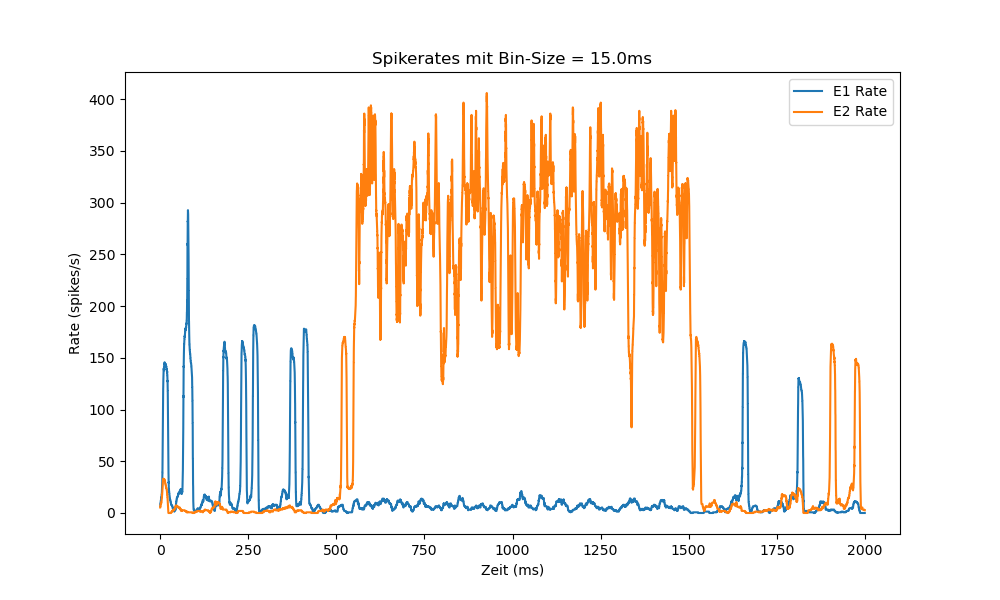 Spikerates mit Bin-Size = 15.0ms
E1 Rate
E2 Rate
400
350
300
250
200
150
100
50
0
Rate (spikes/s)
0 250 500 750 1000 1250 1500 1750 2000
Zeit (ms)